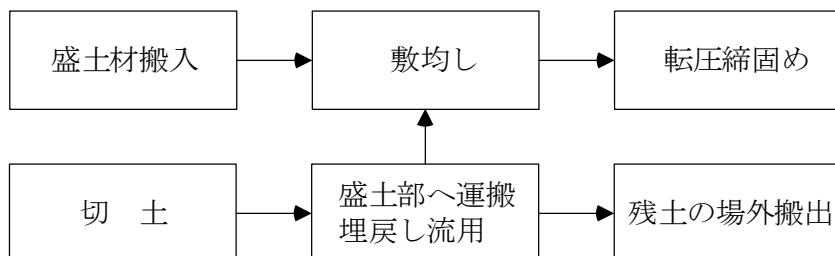 盛土材搬入
敷均し
転圧締固め
切　土
盛土部へ運搬
埋戻し流用
残土の場外搬出